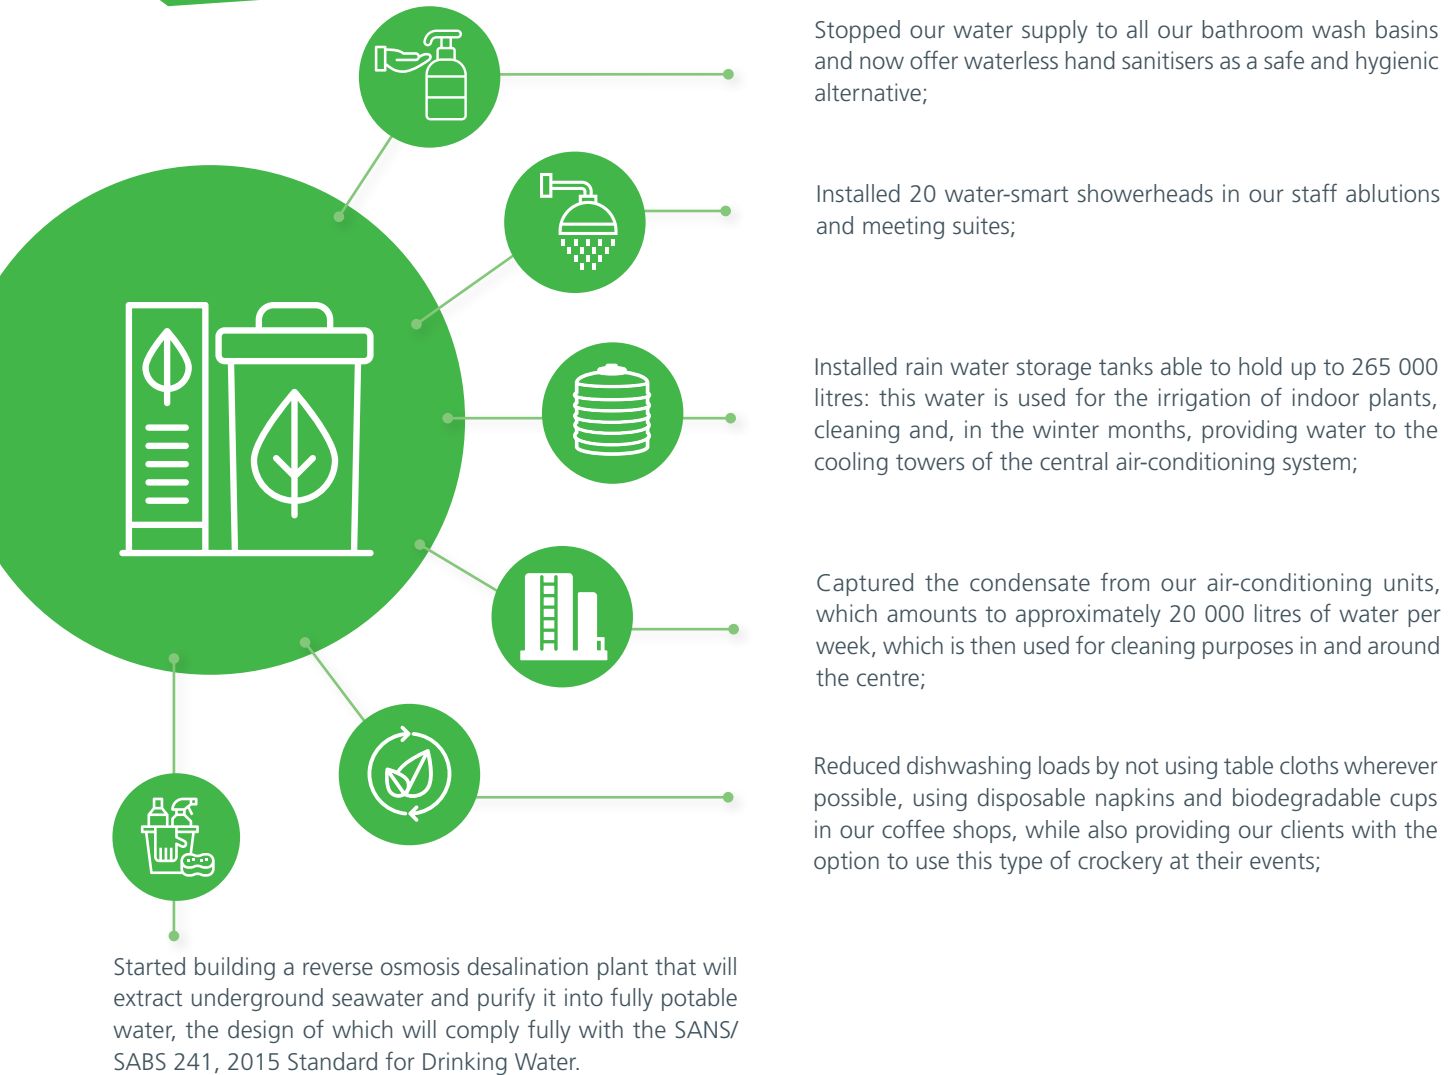 Stopped our water supply to all our bathroom wash basins
and now offer waterless hand sanitisers as a safe and hygienic
alternative;
Installed 20 water-smart showerheads in our staff ablutions
and meeting suites;
Installed rain water storage tanks able to hold up to 265 000
litres: this water is used for the irrigation of indoor plants,
cleaning and, in the winter months, providing water to the
cooling towers of the central air-conditioning system;
Captured the condensate from our air-conditioning units,
which amounts to approximately 20 000 litres of water per
week, which is then used for cleaning purposes in and around
the centre;
Reduced dishwashing loads by not using table cloths wherever
possible, using disposable napkins and biodegradable cups
in our coffee shops, while also providing our clients with the
option to use this type of crockery at their events;
Started building a reverse osmosis desalination plant that will
extract underground seawater and purify it into fully potable
water, the design of which will comply fully with the SANS/
SABS 241, 2015 Standard for Drinking Water.